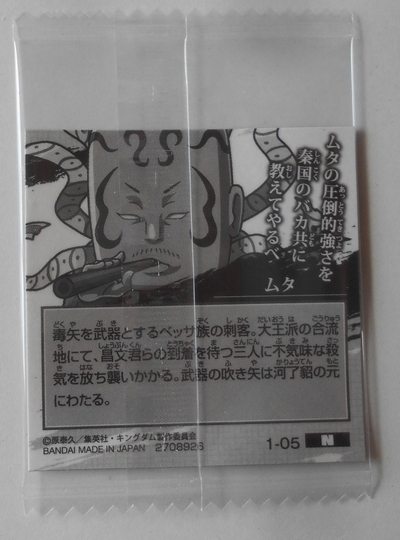 ムタの圧倒的強さを
秦国のバカ共に
教えてやるべ
ムタ
毒矢を武器とするベッサ族の刺客。大王派の合流
地にて、昌文君らの到着を待つ三人に不気味な殺
気を放ち襲いかかる。武器の吹き矢は河了貂の元
にわたる。
©原泰久／集英社・キングダム製作委員会
BANDAI MADE IN JAPAN 2708926
1-05 N